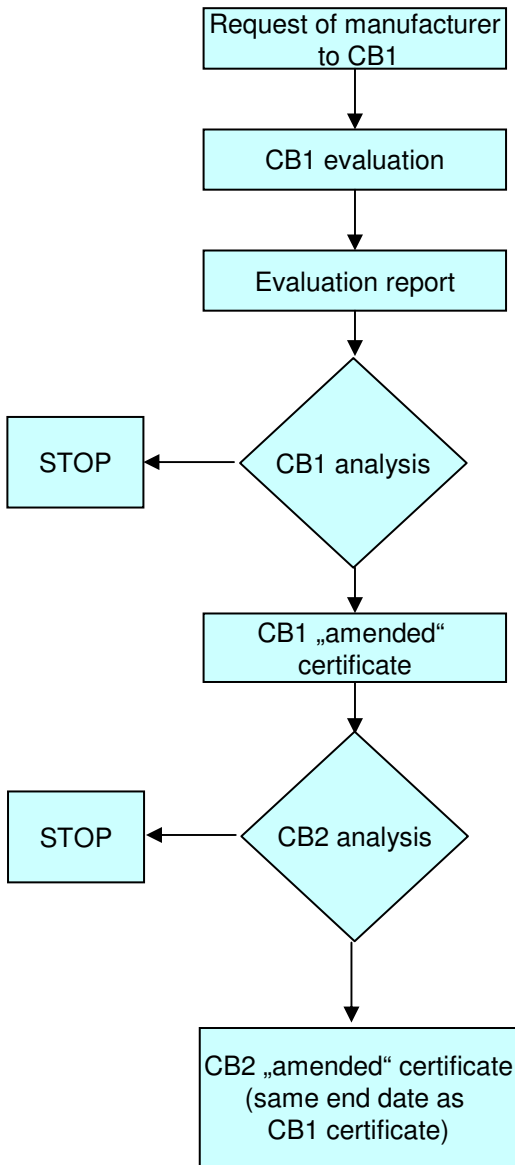 Request of manufacturer
to CB1
CB1 evaluation
Evaluation report
CB1 analysis
STOP
CB1 „amended“
certificate
CB2 analysis
STOP
CB2 „amended“ certificate
(same end date as
CB1 certificate)